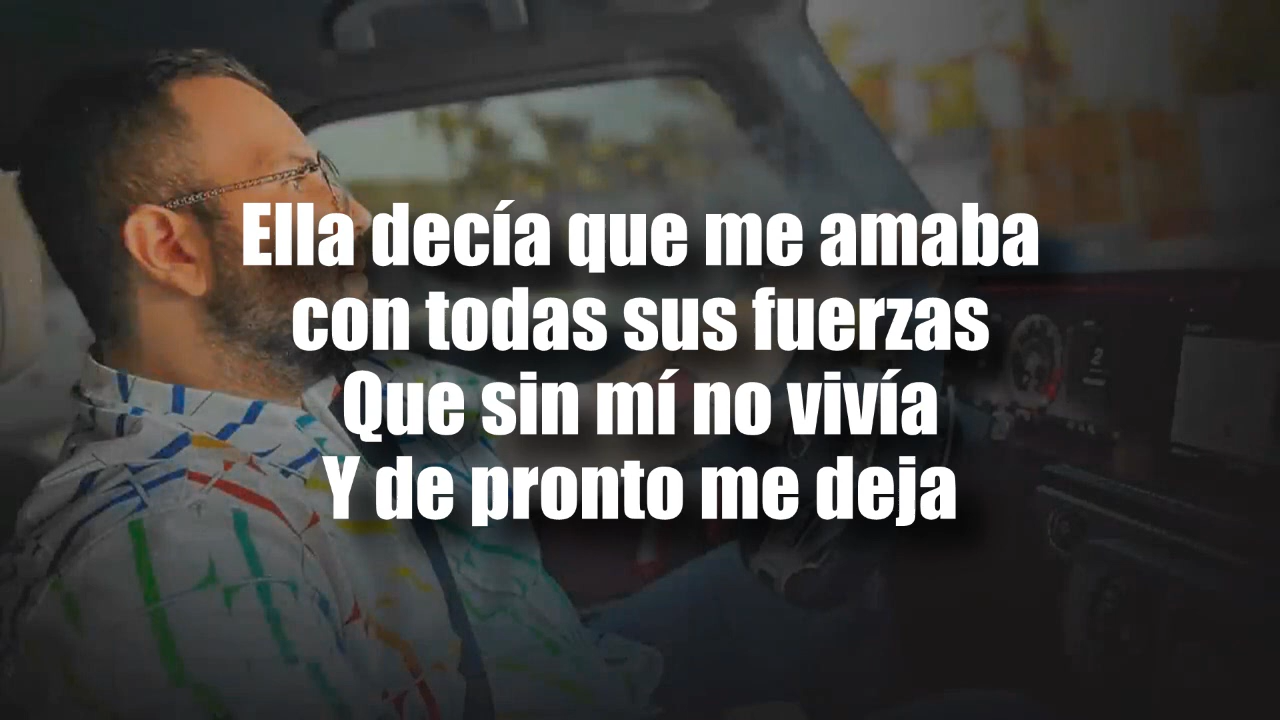 Ella decía que me amaba
con todas sus fuerzas
Que sin mí no vivía
Y de pronto me deja